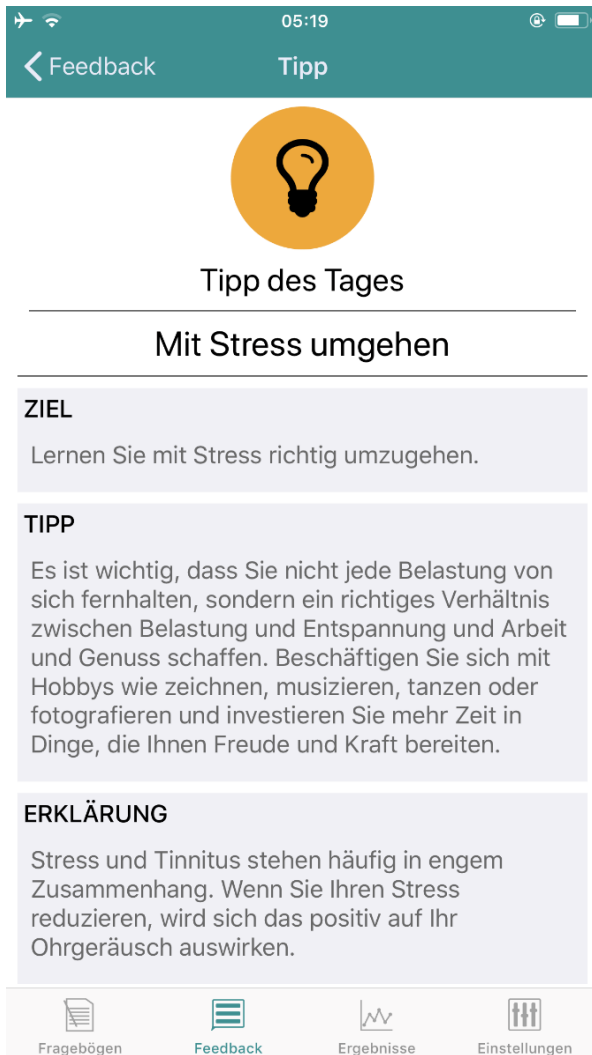 05:19
Feedback
Tipp
Tipp des Tages
Mit Stress umgehen
ZIEL
Lernen Sie mit Stress richtig umzugehen.
TIPP
Es ist wichtig, dass Sie nicht jede Belastung von
sich fernhalten, sondern ein richtiges Verhältnis
zwischen Belastung und Entspannung und Arbeit
und Genuss schaffen. Beschäftigen Sie sich mit
Hobbys wie zeichnen, musizieren, tanzen oder
fotografieren und investieren Sie mehr Zeit in
Dinge, die Ihnen Freude und Kraft bereiten.
ERKLÄRUNG
Stress und Tinnitus stehen häufig in engem
Zusammenhang. Wenn Sie Ihren Stress
reduzieren, wird sich das positiv auf Ihr
Ohrgeräusch auswirken.
Fragebögen
Feedback
Ergebnisse
Einstellungen